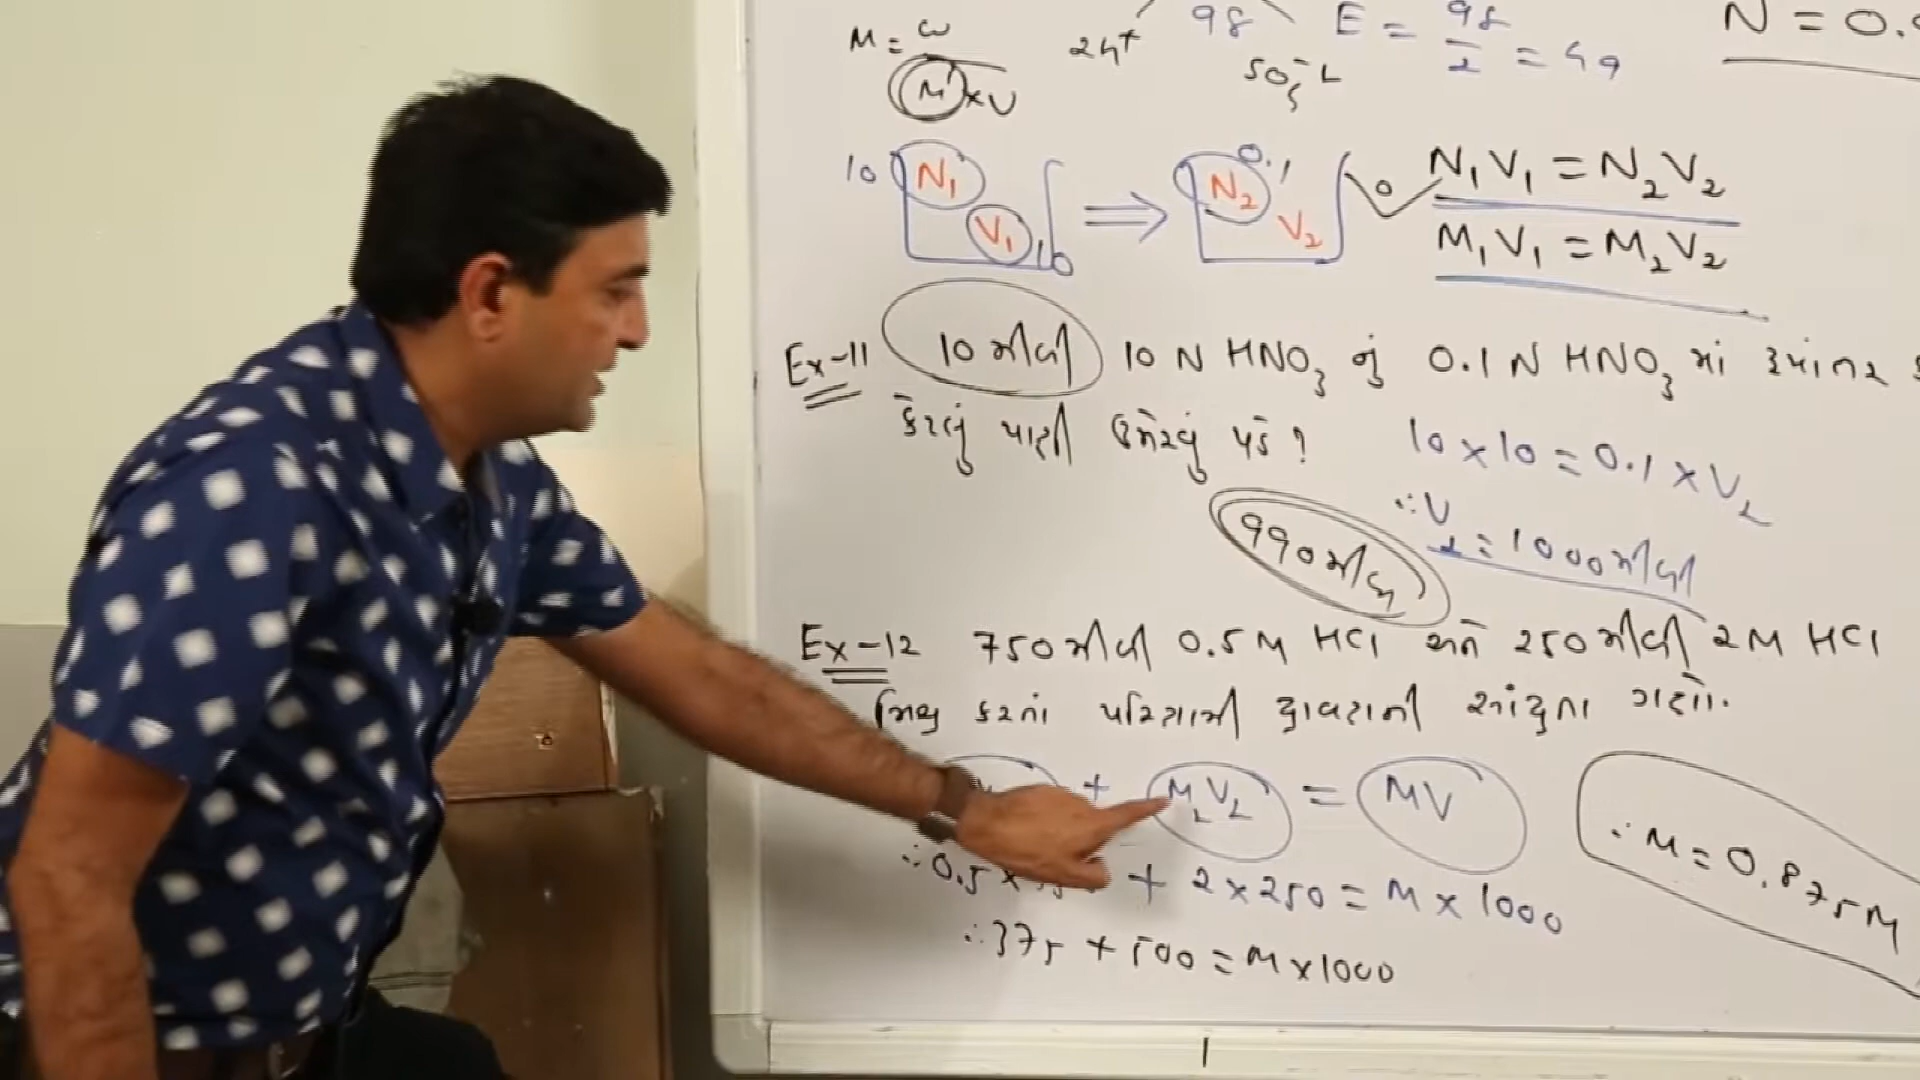 M = w / M' × V
2H⁺
98
SO₄⁻²
E = 98/2 = 49
N = 0.
10 N₁ V₁ 10 ⇒ N₂ 0.1 V₂
N₁V₁ = N₂V₂
M₁V₁ = M₂V₂
Ex-11 10 મીલી 10 N HNO₃ નું 0.1 N HNO₃ માં રૂપાંતર
કેટલું પાણી ઉમેરવું પડે ?
10 × 10 = 0.1 × V₂
∴ V₂ = 1000 મીલી
990 મીલી
Ex-12 750 મીલી 0.5 M HCl અને 250 મીલી 2 M HCl
મિશ્ર કરતાં પરિણામી દ્રાવણની સાંદ્રતા ગણો.
+ M₂V₂ = MV
∴ 0.5 × + 2 × 250 = M × 1000
∴ 375 + 500 = M × 1000
∴ M = 0.875 M